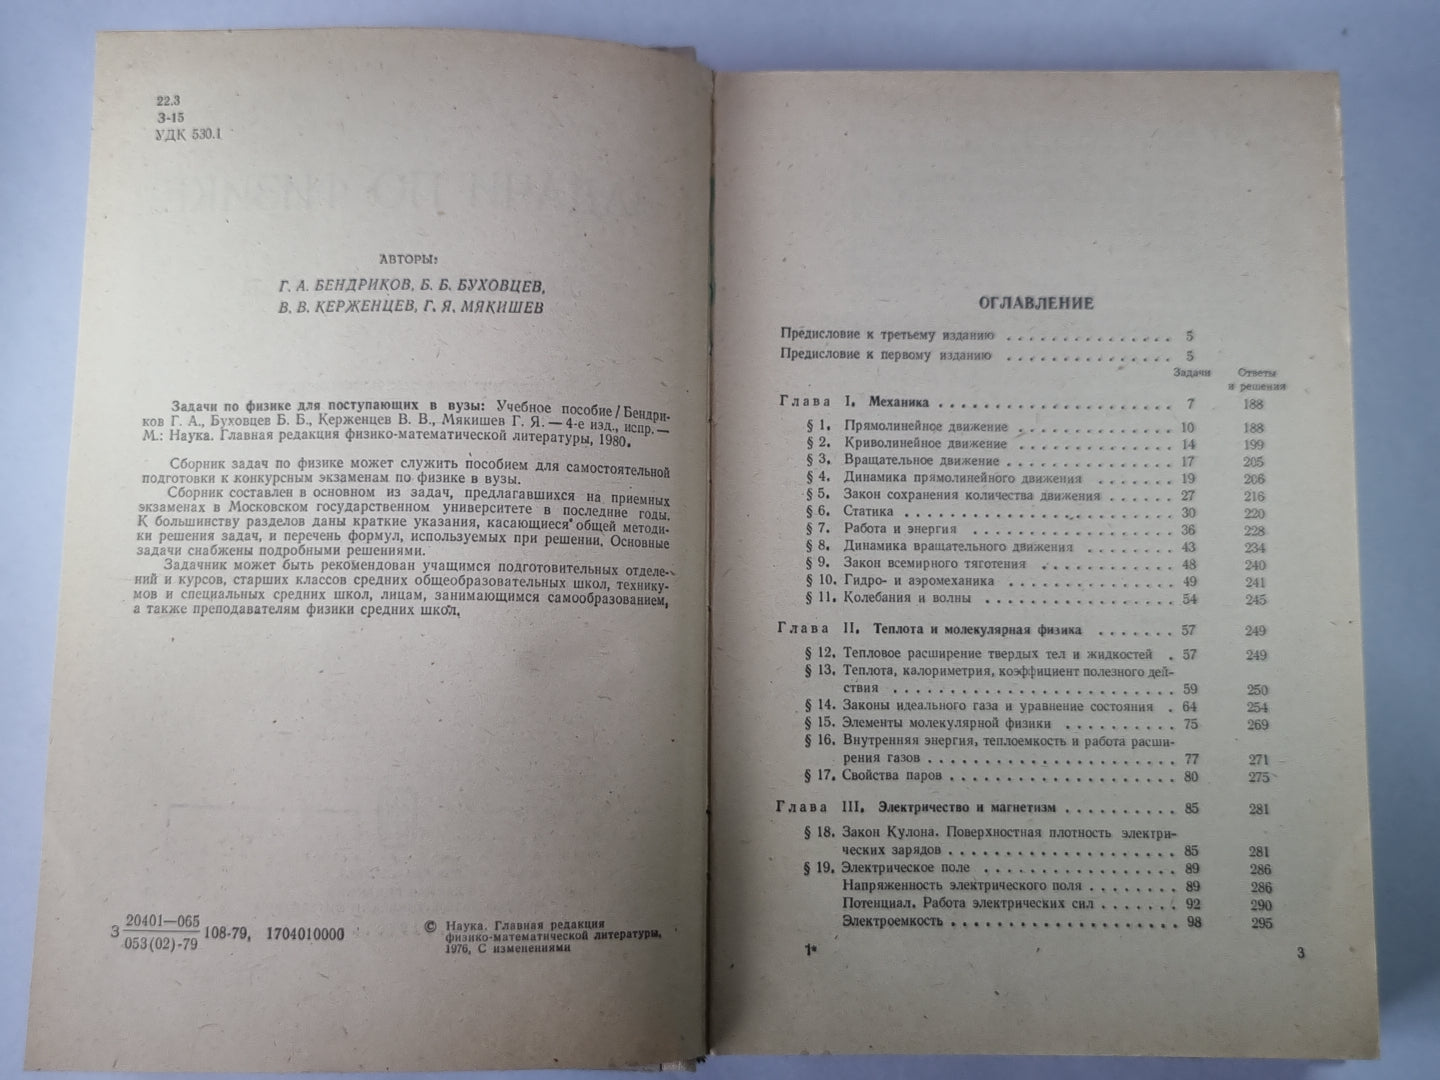 22.3
З-15
УДК 530.1
АВТОРЫ:
Г. А. БЕНДРИКОВ, Б. Б. БУХОВЦЕВ,
В. В. КЕРЖЕНЦЕВ, Г. Я. МЯКИШЕВ
Задачи по физике для поступающих в вузы: Учебное пособие/Бендри-
ков Г. А., Буховцев Б. Б., Керженцев В. В., Мякишев Г. Я. — 4-е изд., испр. —
М.: Наука. Главная редакция физико-математической литературы, 1980.
Сборник задач по физике может служить пособием для самостоятельной
подготовки к конкурсным экзаменам по физике в вузы.
Сборник составлен в основном из задач, предлагавшихся на приемных
экзаменах в Московском государственном университете в последние годы.
К большинству разделов даны краткие указания, касающиеся общей методи-
ки решения задач, и перечень формул, используемых при решении. Основные
задачи снабжены подробными решениями.
Задачник может быть рекомендован учащимся подготовительных отделе-
ний и курсов, старших классов средних общеобразовательных школ, технику-
мов и специальных средних школ, лицам, занимающимся самообразованием,
а также преподавателям физики средних школ.
З 20401—065
053(02)-79 108-79, 1704010000
© Наука. Главная редакция
физико-математической литературы,
1976, С изменениями
ОГЛАВЛЕНИЕ
Предисловие к третьему изданию . . . . . . . . . . . . . . . 5
Предисловие к первому изданию . . . . . . . . . . . . . . . 5
Задачи Ответы
и решения
Глава I. Механика . . . . . . . . . . . . . . . . . 7 188
§ 1. Прямолинейное движение . . . . . . . . . . . . 10 188
§ 2. Криволинейное движение . . . . . . . . . . . . 14 199
§ 3. Вращательное движение . . . . . . . . . . . . . 17 205
§ 4. Динамика прямолинейного движения . . . . . . . 19 206
§ 5. Закон сохранения количества движения . . . . . . 27 216
§ 6. Статика . . . . . . . . . . . . . . . . . . . . 30 220
§ 7. Работа и энергия . . . . . . . . . . . . . . . 36 228
§ 8. Динамика вращательного движения . . . . . . . . 43 234
§ 9. Закон всемирного тяготения . . . . . . . . . . 48 240
§ 10. Гидро- и аэромеханика . . . . . . . . . . . . . 49 241
§ 11. Колебания и волны . . . . . . . . . . . . . . . 54 245
Глава II. Теплота и молекулярная физика . . . . . . . 57 249
§ 12. Тепловое расширение твердых тел и жидкостей . 57 249
§ 13. Теплота, калориметрия, коэффициент полезного дей-
ствия . . . . . . . . . . . . . . . . . . . . . 59 250
§ 14. Законы идеального газа и уравнение состояния . 64 254
§ 15. Элементы молекулярной физики . . . . . . . . . 75 269
§ 16. Внутренняя энергия, теплоемкость и работа расши-
рения газов . . . . . . . . . . . . . . . . . . 77 271
§ 17. Свойства паров . . . . . . . . . . . . . . . . 80 275
Глава III. Электричество и магнетизм . . . . . . . . . . 85 281
§ 18. Закон Кулона. Поверхностная плотность электри-
ческих зарядов . . . . . . . . . . . . . . . . 85 281
§ 19. Электрическое поле . . . . . . . . . . . . . . 89 286
Напряженность электрического поля . . . . . . . . 89 286
Потенциал. Работа электрических сил . . . . . . . 92 290
Электроемкость . . . . . . . . . . . . . . . . 98 295
1* 3